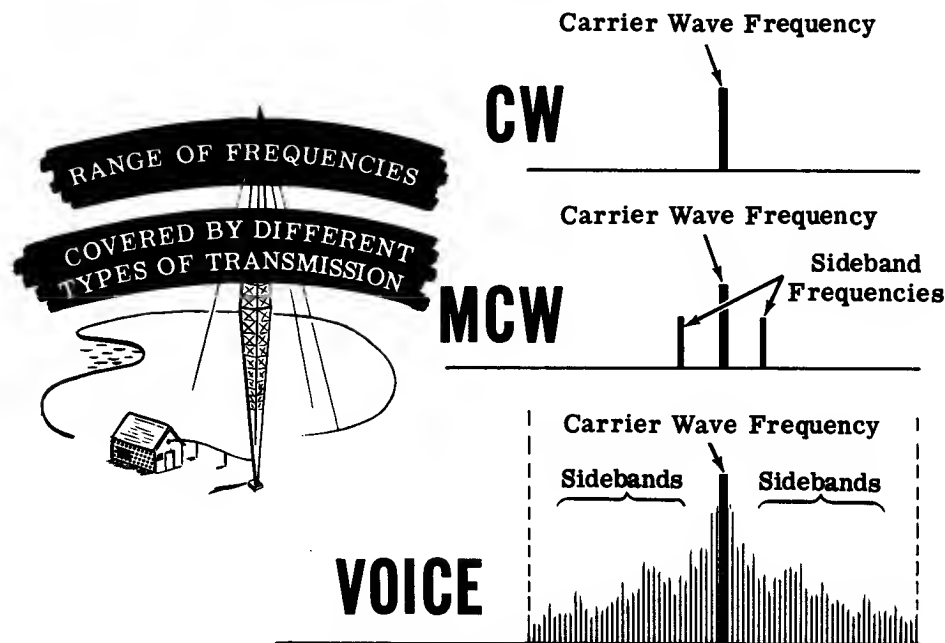 RANGE OF FREQUENCIES
COVERED BY DIFFERENT
TYPES OF TRANSMISSION
Carrier Wave Frequency
CW
Carrier Wave Frequency
Sideband
Frequencies
MCW
Carrier Wave Frequency
Sidebands Sidebands
VOICE